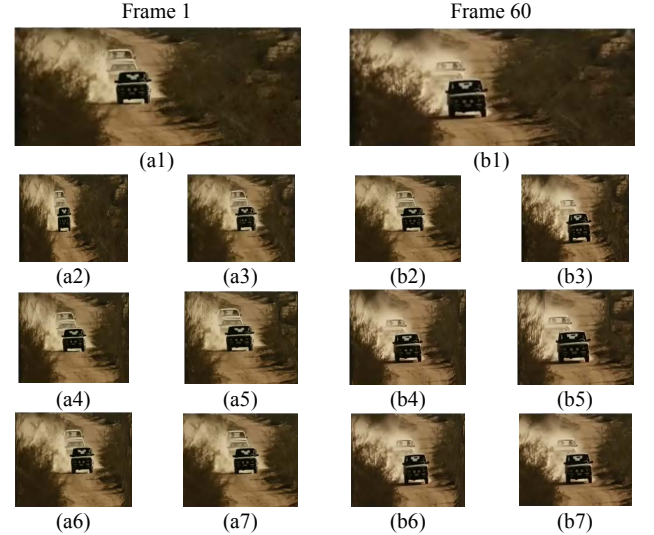 Frame 1 Frame 60
(a1) (b1)
(a2) (a3) (b2) (b3)
(a4) (a5) (b4) (b5)
(a6) (a7) (b6) (b7)